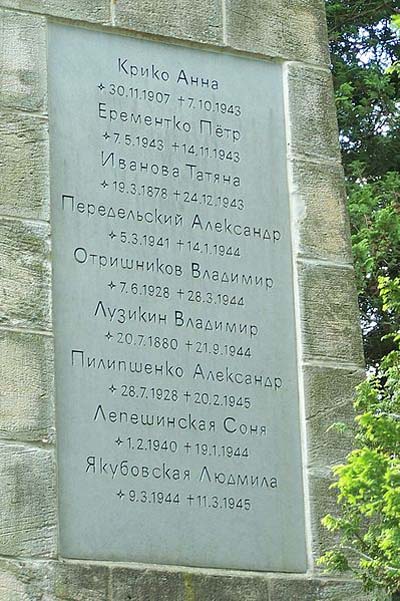 Крико Анна
✧ 30.11.1907 † 7.10.1943
Ерементко Пётр
✧ 7.5.1943 † 14.11.1943
Иванова Татяна
✧ 19.3.1878 † 24.12.1943
Передельский Александр
✧ 5.3.1941 † 14.1.1944
Отришников Владимир
✧ 7.6.1928 † 28.3.1944
Лузикин Владимир
✧ 20.7.1880 † 21.9.1944
Пилипшенко Александр
✧ 28.7.1928 † 20.2.1945
Лепешинская Соня
✧ 1.2.1940 † 19.1.1944
Якубовская Людмила
✧ 9.3.1944 † 11.3.1945